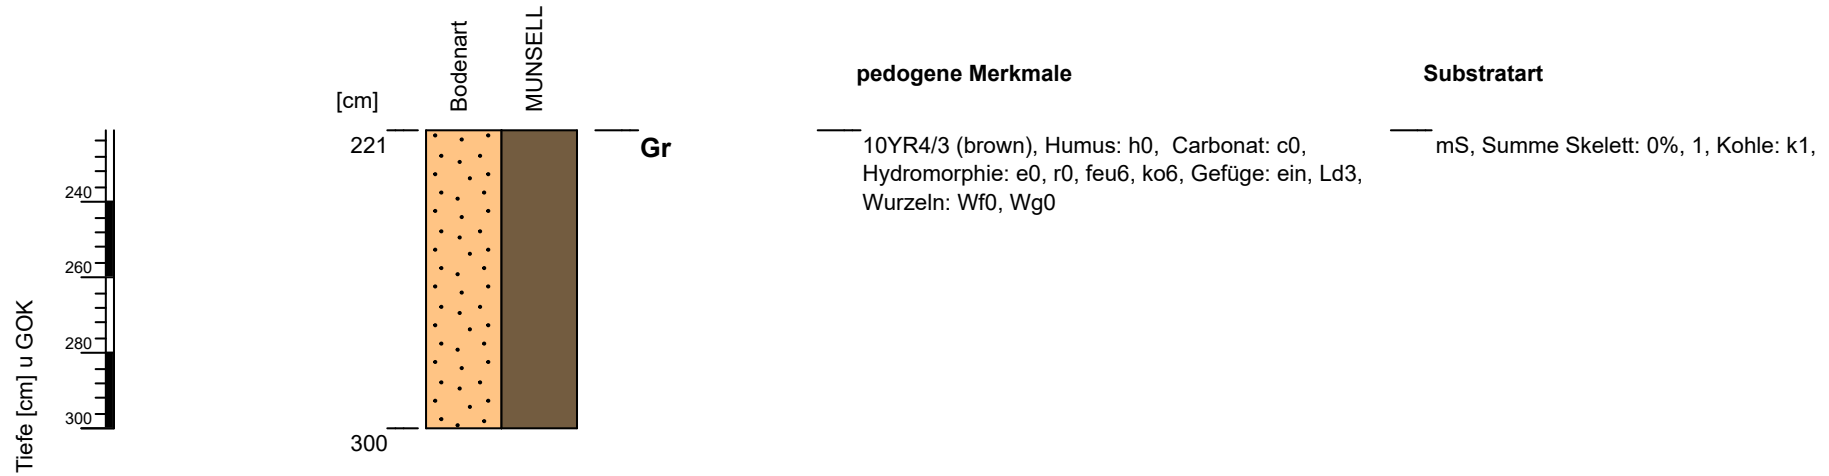 Bodenart
MUNSELL
pedogene Merkmale
Substratart
[cm]
221
Gr
10YR4/3 (brown), Humus: h0,  Carbonat: c0,
Hydromorphie: e0, r0, feu6, ko6, Gefüge: ein, Ld3,
Wurzeln: Wf0, Wg0
mS, Summe Skelett: 0%, 1, Kohle: k1,
240
260
280
300
Tiefe [cm] u GOK
300